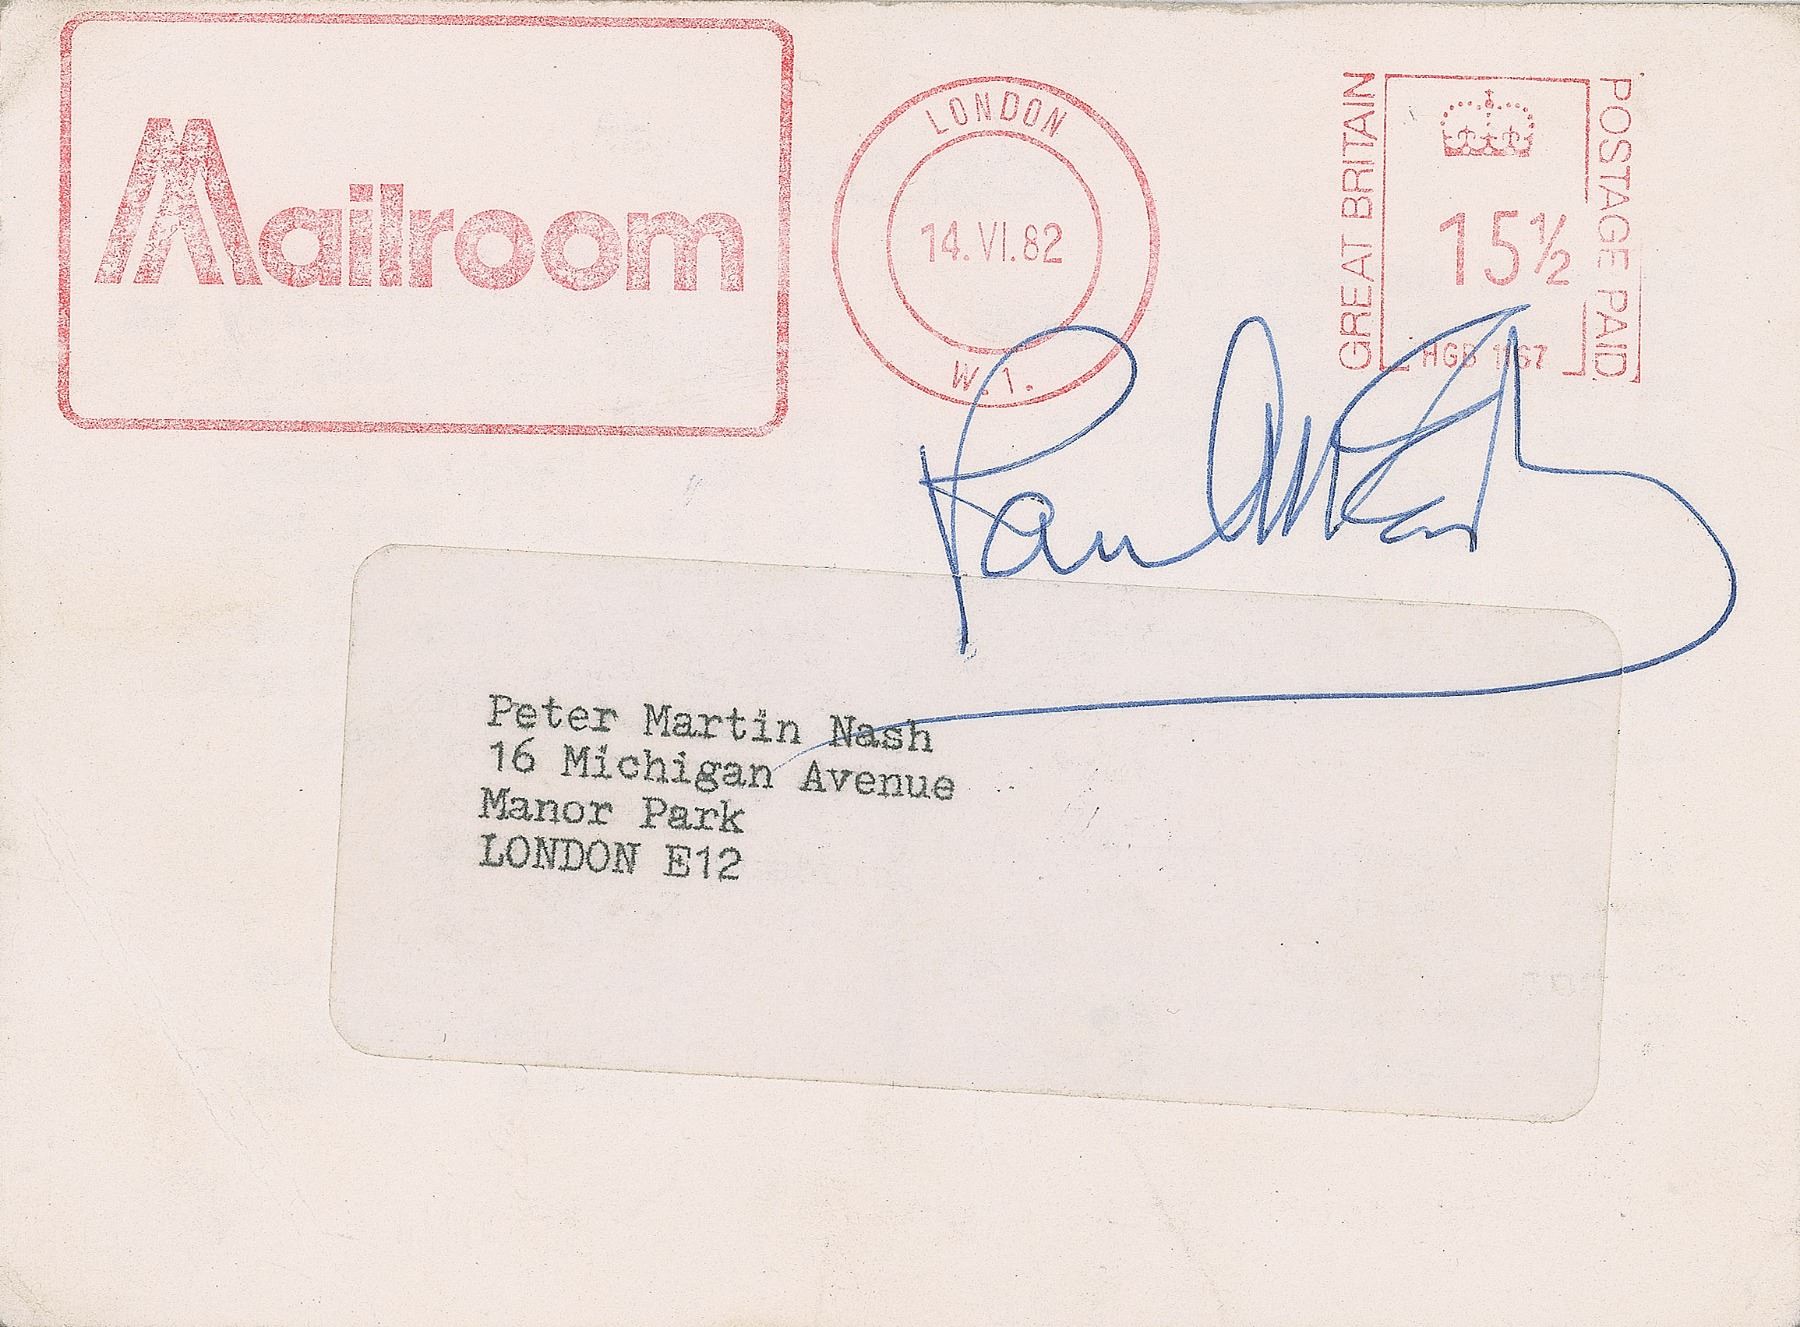 Mailroom
LONDON
14.VI.82
W.1.
GREAT BRITAIN
15½
POSTAGE PAID
Paul
Peter Martin Nash
16 Michigan Avenue
Manor Park
LONDON E12